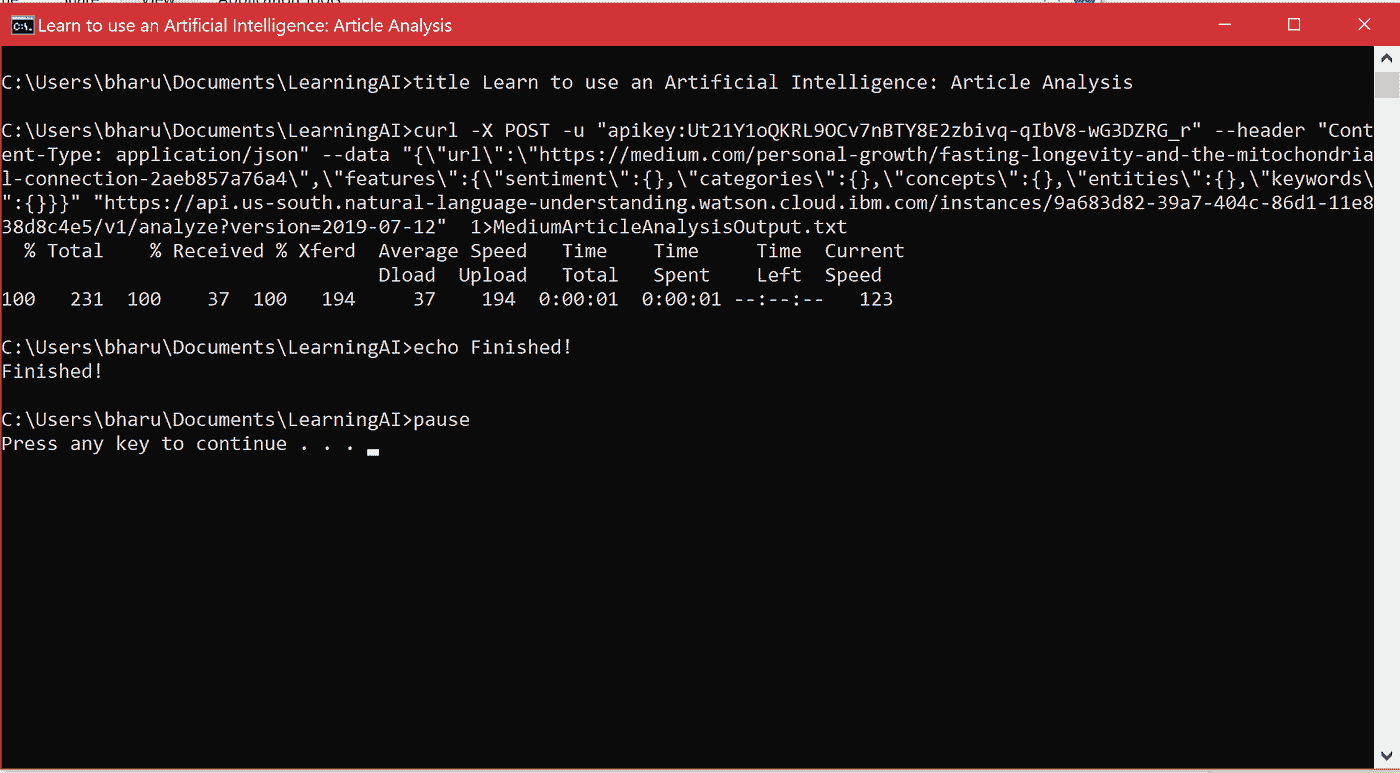 Learn to use an Artificial Intelligence: Article Analysis
C:\Users\bharu\Documents\LearningAI>title Learn to use an Artificial Intelligence: Article Analysis
C:\Users\bharu\Documents\LearningAI>curl -X POST -u "apikey:Ut21Y1oQKRL9OCv7nBTY8E2zbivq-qIbV8-wG3DZRG_r" --header "Cont
ent-Type: application/json" --data "{\"url\":\"https://medium.com/personal-growth/fasting-longevity-and-the-mitochondria
l-connection-2aeb857a76a4\",\"features\":{\"sentiment\":{},\"categories\":{},\"concepts\":{},\"entities\":{},\"keywords\
":{}}}" "https://api.us-south.natural-language-understanding.watson.cloud.ibm.com/instances/9a683d82-39a7-404c-86d1-11e8
38d8c4e5/v1/analyze?version=2019-07-12"  1>MediumArticleAnalysisOutput.txt
  % Total    % Received % Xferd  Average Speed   Time    Time     Time  Current
                                 Dload  Upload   Total   Spent    Left  Speed
100   231  100    37  100   194     37    194  0:00:01  0:00:01 --:--:--   123
C:\Users\bharu\Documents\LearningAI>echo Finished!
Finished!
C:\Users\bharu\Documents\LearningAI>pause
Press any key to continue . . .